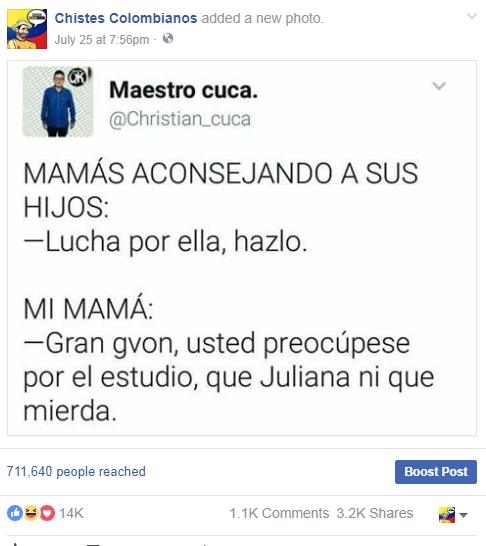 Chistes Colombianos added a new photo.
July 25 at 7:56pm ·
OK
Maestro cuca.
@Christian_cuca
MAMÁS ACONSEJANDO A SUS
HIJOS:
—Lucha por ella, hazlo.
MI MAMÁ:
—Gran gvon, usted preocúpese
por el estudio, que Juliana ni que
mierda.
711,640 people reached
Boost Post
14K
1.1K Comments 3.2K Shares